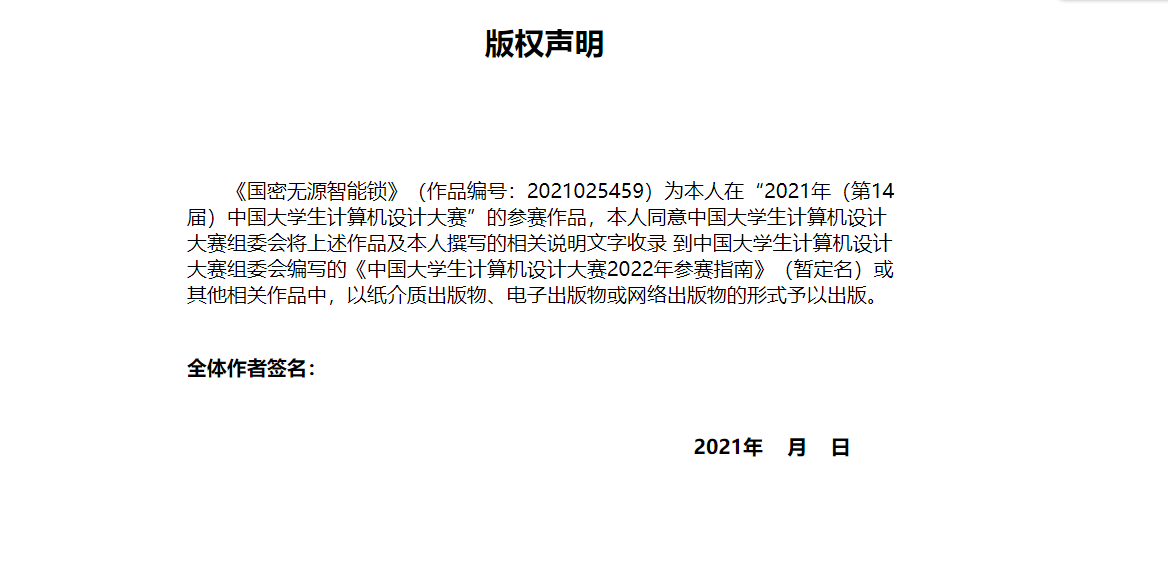 版权声明
《国密无源智能锁》（作品编号：2021025459）为本人在“2021年（第14
届）中国大学生计算机设计大赛”的参赛作品，本人同意中国大学生计算机设计
大赛组委会将上述作品及本人撰写的相关说明文字收录 到中国大学生计算机设计
大赛组委会编写的《中国大学生计算机设计大赛2022年参赛指南》（暂定名）或
其他相关作品中，以纸介质出版物、电子出版物或网络出版物的形式予以出版。
全体作者签名：
2021年 月 日